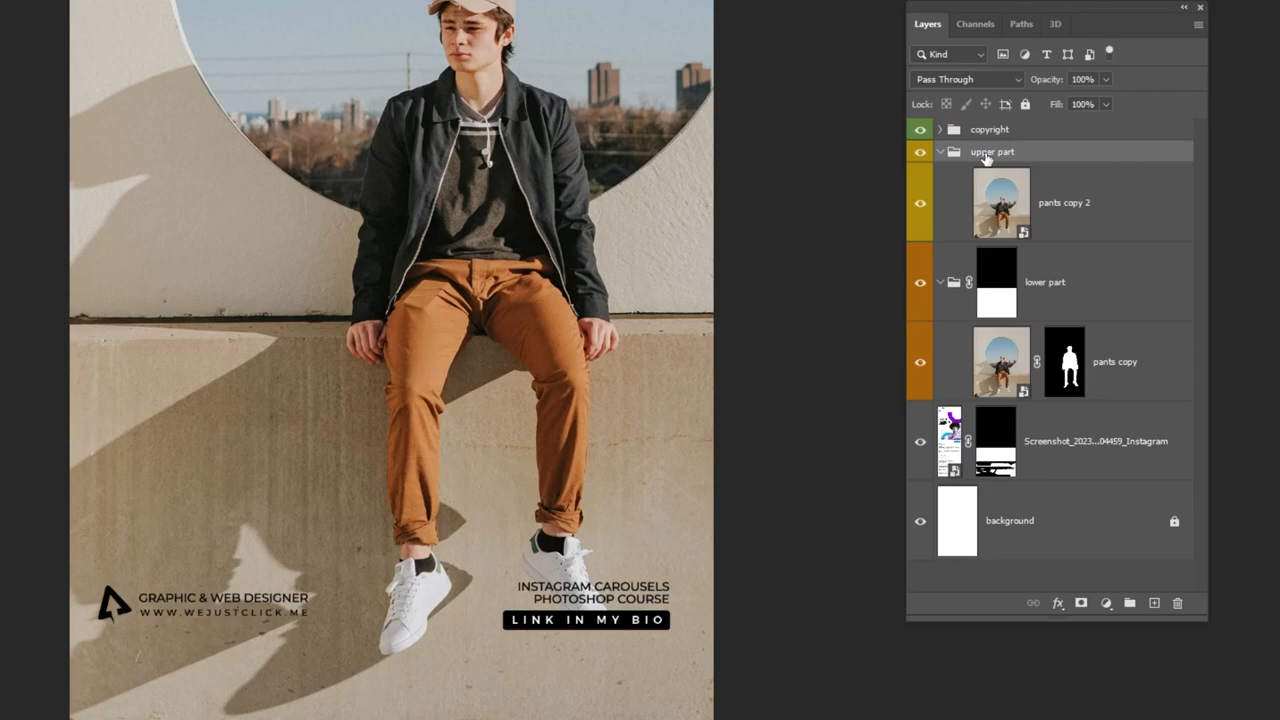 Layers Channels Paths 3D
Kind
Pass Through Opacity: 100%
Lock: Fill: 100%
copyright
upper part
pants copy 2
lower part
pants copy
Screenshot_2023...04459_Instagram
background
fx
GRAPHIC & WEB DESIGNER
WWW.WEJUSTCLICK.ME
INSTAGRAM CAROUSELS
PHOTOSHOP COURSE
LINK IN MY BIO